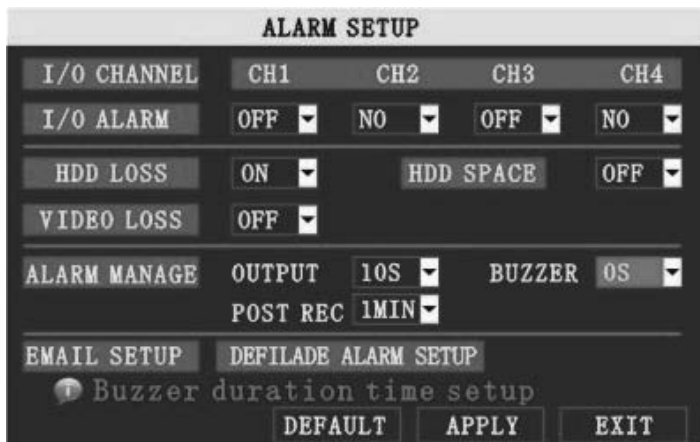 ALARM SETUP
I/O CHANNEL CH1 CH2 CH3 CH4
I/O ALARM OFF NO OFF NO
HDD LOSS ON HDD SPACE OFF
VIDEO LOSS OFF
ALARM MANAGE OUTPUT 10S BUZZER 0S
POST REC 1MIN
EMAIL SETUP DEFILADE ALARM SETUP
Buzzer duration time setup
DEFAULT APPLY EXIT